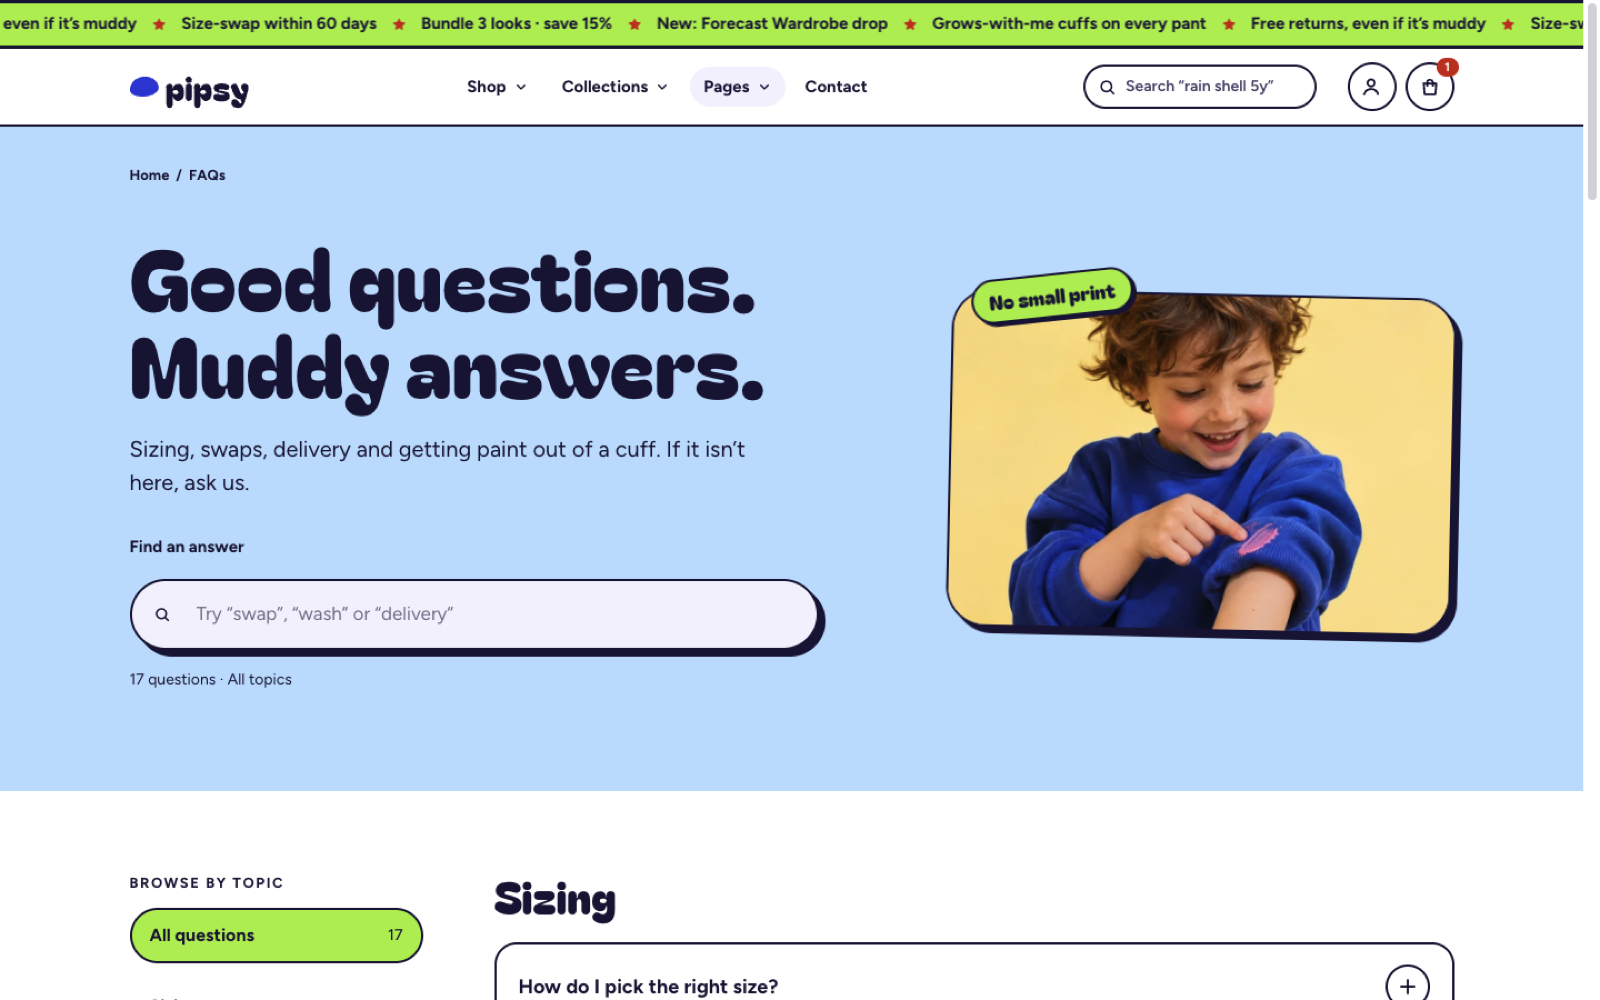 even if it's muddy ★ Size-swap within 60 days ★ Bundle 3 looks · save 15% ★ New: Forecast Wardrobe drop ★ Grows-with-me cuffs on every pant ★ Free returns, even if it's muddy ★ Size-sw
pipsy
Shop
Collections
Pages
Contact
Search “rain shell 5y”
1
Home / FAQs
Good questions.
Muddy answers.
Sizing, swaps, delivery and getting paint out of a cuff. If it isn’t
here, ask us.
Find an answer
Try “swap”, “wash” or “delivery”
17 questions · All topics
No small print
BROWSE BY TOPIC
All questions 17
Sizing
How do I pick the right size?